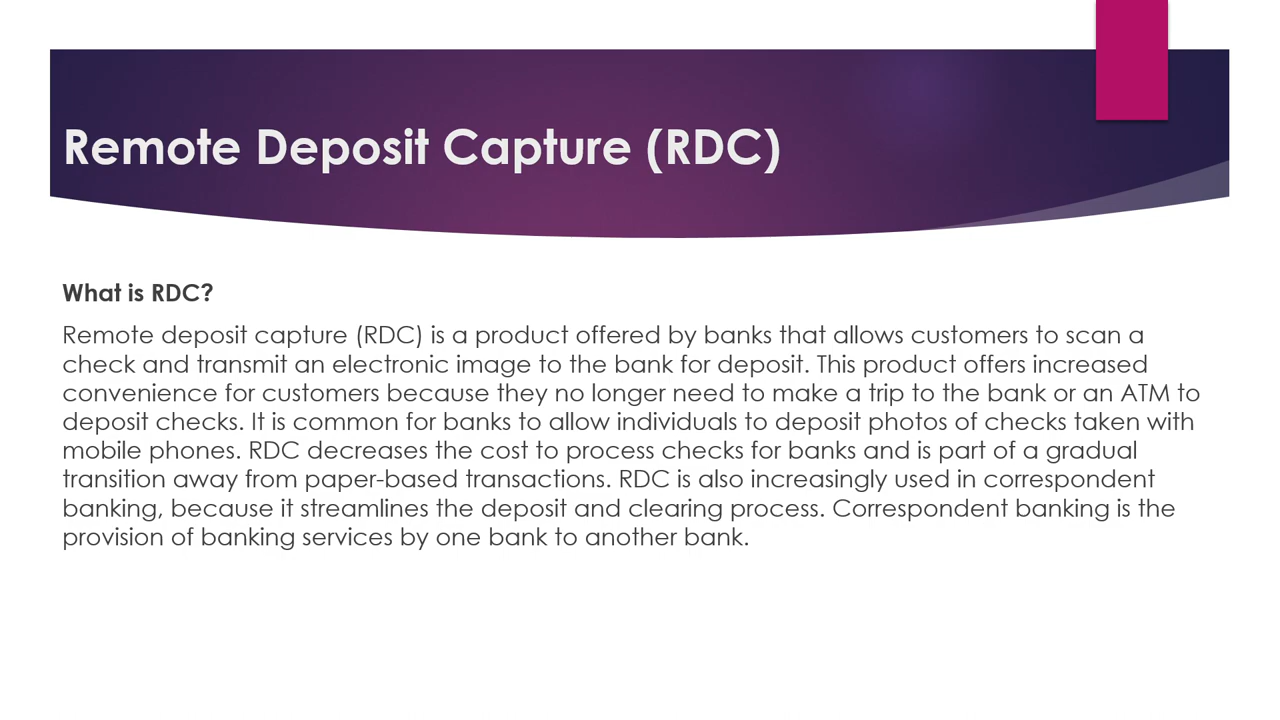 Remote Deposit Capture (RDC)
What is RDC?
Remote deposit capture (RDC) is a product offered by banks that allows customers to scan a
check and transmit an electronic image to the bank for deposit. This product offers increased
convenience for customers because they no longer need to make a trip to the bank or an ATM to
deposit checks. It is common for banks to allow individuals to deposit photos of checks taken with
mobile phones. RDC decreases the cost to process checks for banks and is part of a gradual
transition away from paper-based transactions. RDC is also increasingly used in correspondent
banking, because it streamlines the deposit and clearing process. Correspondent banking is the
provision of banking services by one bank to another bank.